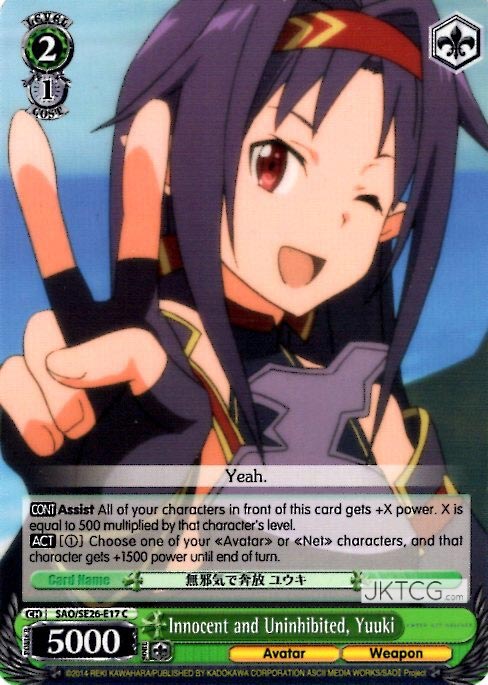 LEVEL
2
1
COST
Yeah.
CONT Assist All of your characters in front of this card gets +X power. X is
equal to 500 multiplied by that character's level.
ACT [①] Choose one of your «Avatar» or «Net» characters, and that
character gets +1500 power until end of turn.
Card Name 無邪気で奔放 ユウキ
JKTCG.com
CH SAO/SE26-E17 C
POWER 5000 SOUL Innocent and Uninhibited, Yuuki
Avatar Weapon
©2014 REKI KAWAHARA/PUBLISHED BY KADOKAWA CORPORATION ASCII MEDIA WORKS/SAOⅡ Project